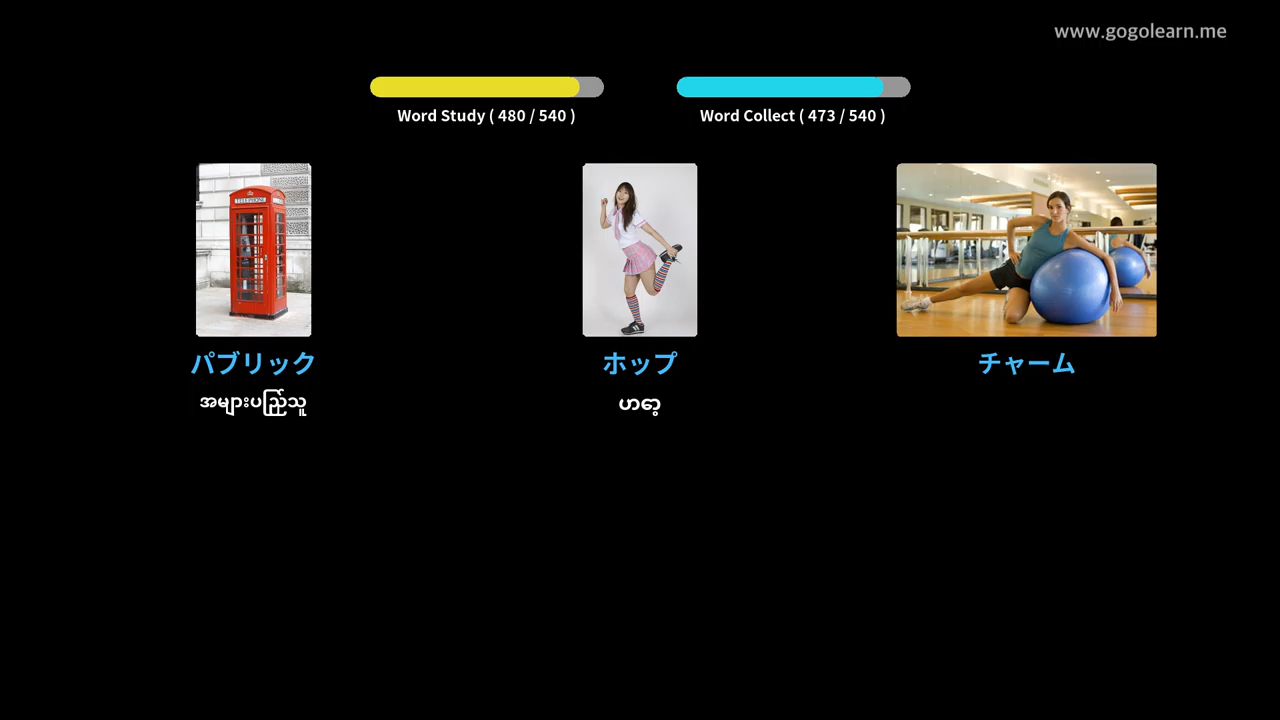 www.gogolearn.me
Word Study ( 480 / 540 )
Word Collect ( 473 / 540 )
TELEPHONE
パブリック
ホップ
チャーム
အများပြည်သူ
ဟော့